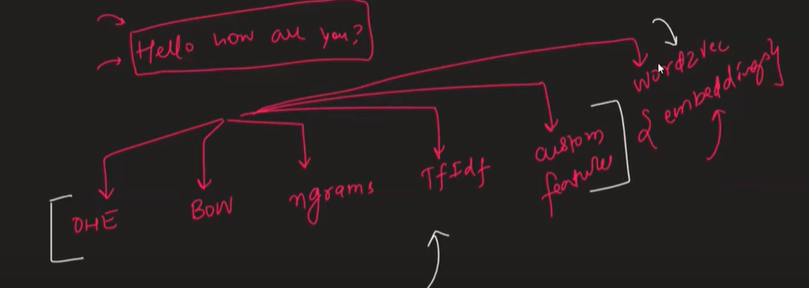 Hello how are you?
word2vec
{embeddings}
OHE
BOW
ngrams
TfIdf
custom
feature